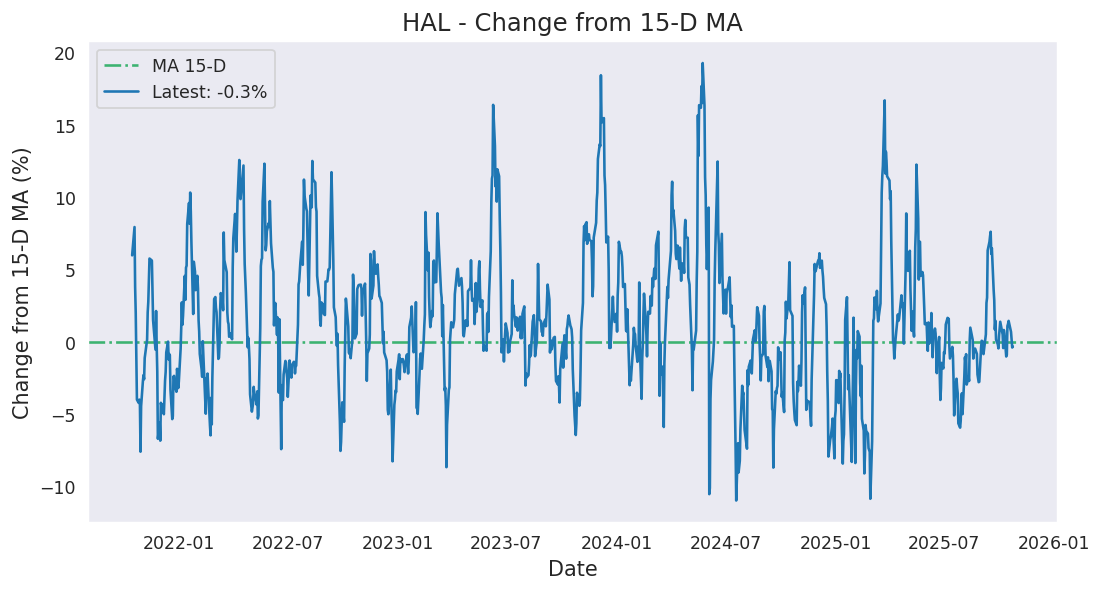 HAL - Change from 15-D MA
MA 15-D
Latest: -0.3%
Change from 15-D MA (%)
20
15
10
5
0
−5
−10
2022-01 2022-07 2023-01 2023-07 2024-01 2024-07 2025-01 2025-07 2026-01
Date